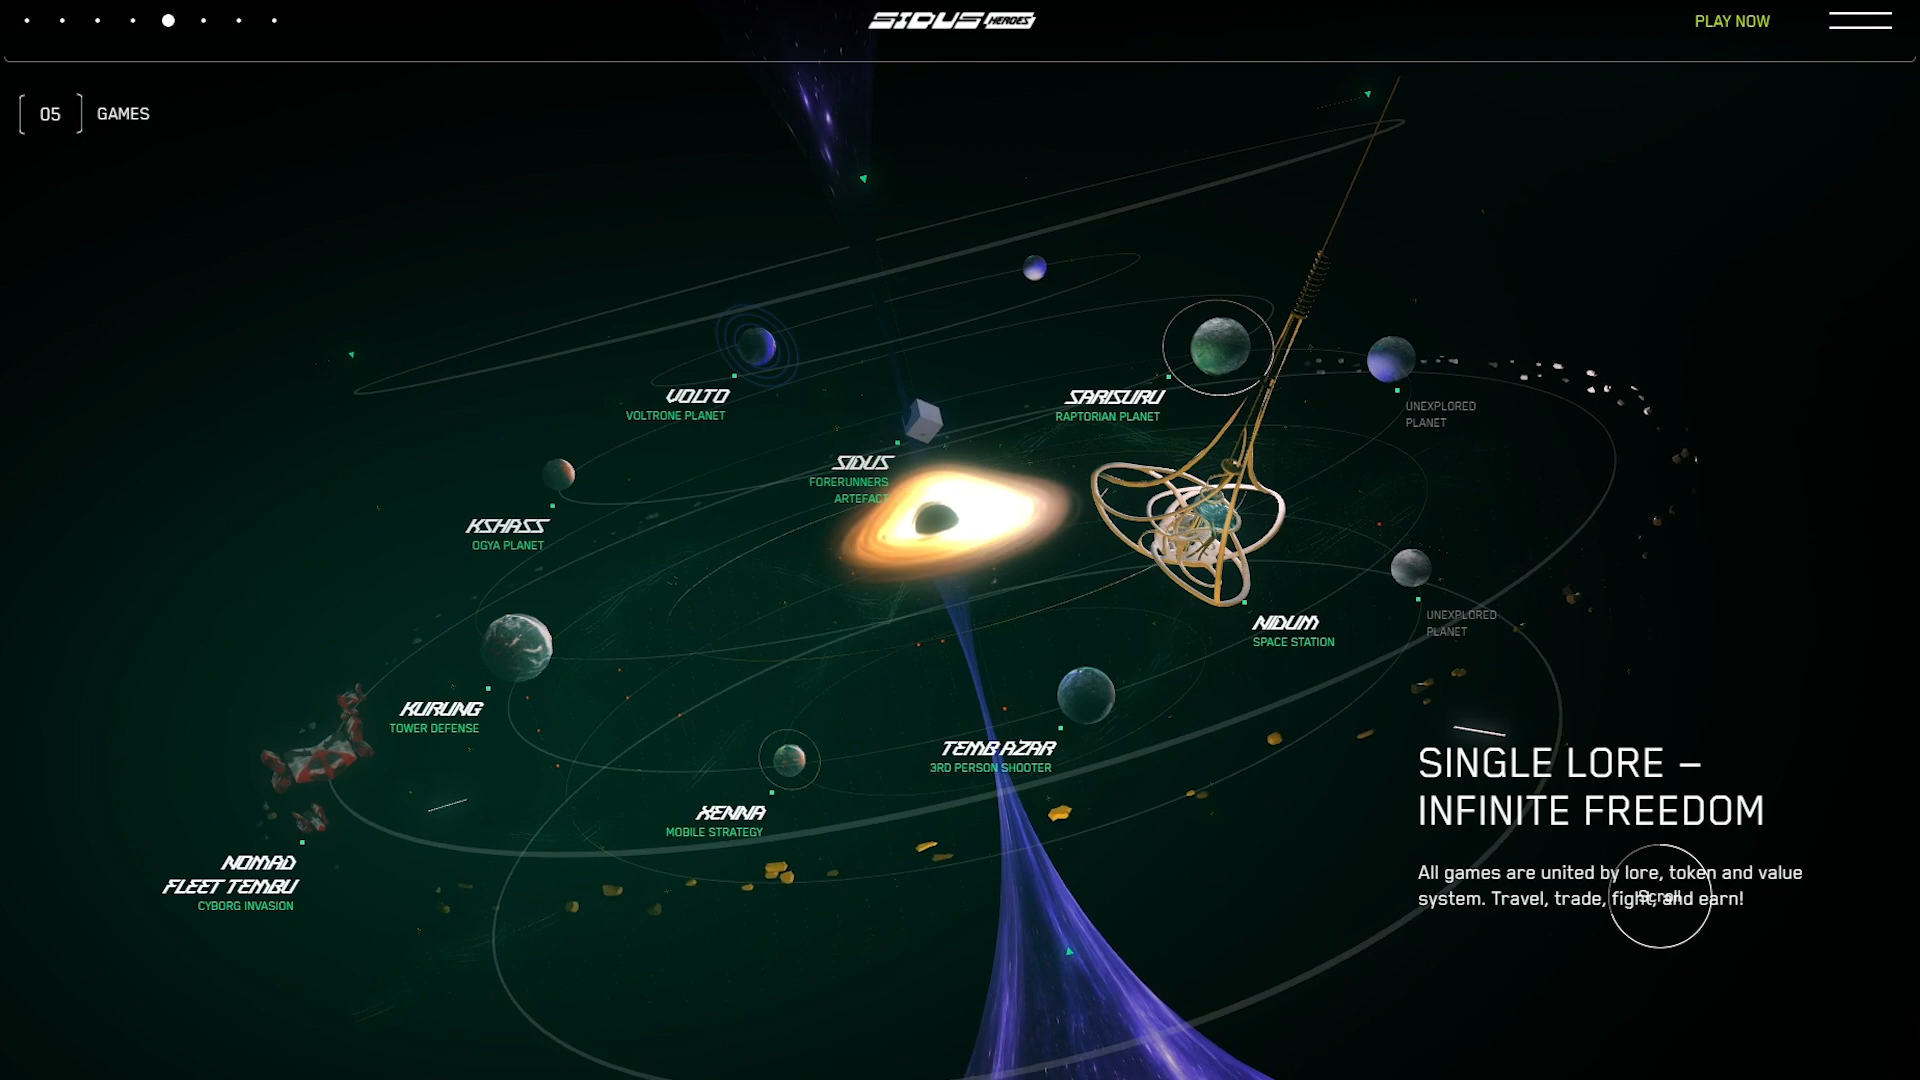 SIDUS HEROES
PLAY NOW
05 GAMES
VOLTO
VOLTRONE PLANET
SARISURU
RAPTORIAN PLANET
UNEXPLORED
PLANET
SIDUS
FORERUNNERS
ARTEFACT
KSHASS
OGYA PLANET
NIDUM
SPACE STATION
UNEXPLORED
PLANET
KURUNG
TOWER DEFENSE
TEMB AZAR
3RD PERSON SHOOTER
XENNA
MOBILE STRATEGY
NOMAD
FLEET TEMBU
CYBORG INVASION
SINGLE LORE –
INFINITE FREEDOM
All games are united by lore, token and value
system. Travel, trade, fight, and earn!
Scroll